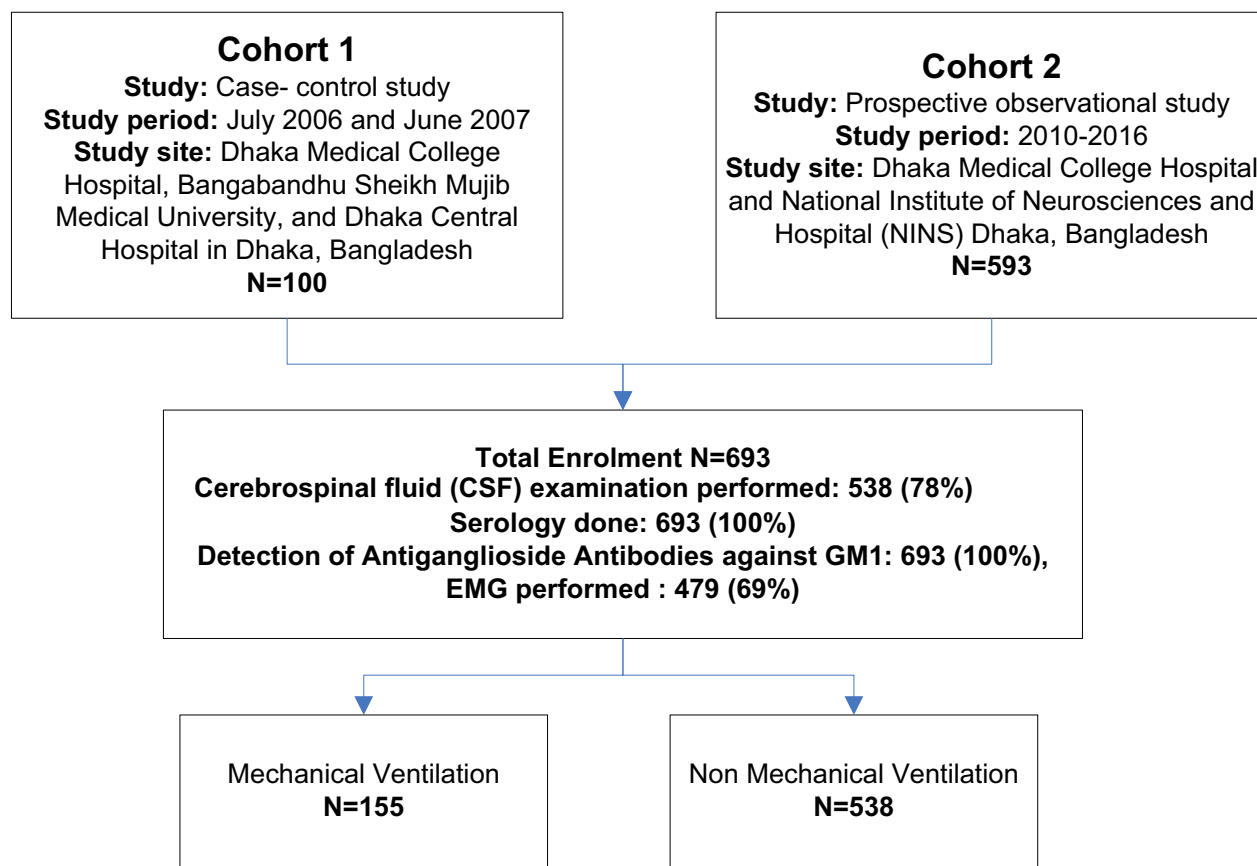 Cohort 1
Study: Case- control study
Study period: July 2006 and June 2007
Study site: Dhaka Medical College
Hospital, Bangabandhu Sheikh Mujib
Medical University, and Dhaka Central
Hospital in Dhaka, Bangladesh
N=100
Cohort 2
Study: Prospective observational study
Study period: 2010-2016
Study site: Dhaka Medical College Hospital
and National Institute of Neurosciences and
Hospital (NINS) Dhaka, Bangladesh
N=593
Total Enrolment N=693
Cerebrospinal fluid (CSF) examination performed: 538 (78%)
Serology done: 693 (100%)
Detection of Antiganglioside Antibodies against GM1: 693 (100%),
EMG performed : 479 (69%)
Mechanical Ventilation
N=155
Non Mechanical Ventilation
N=538